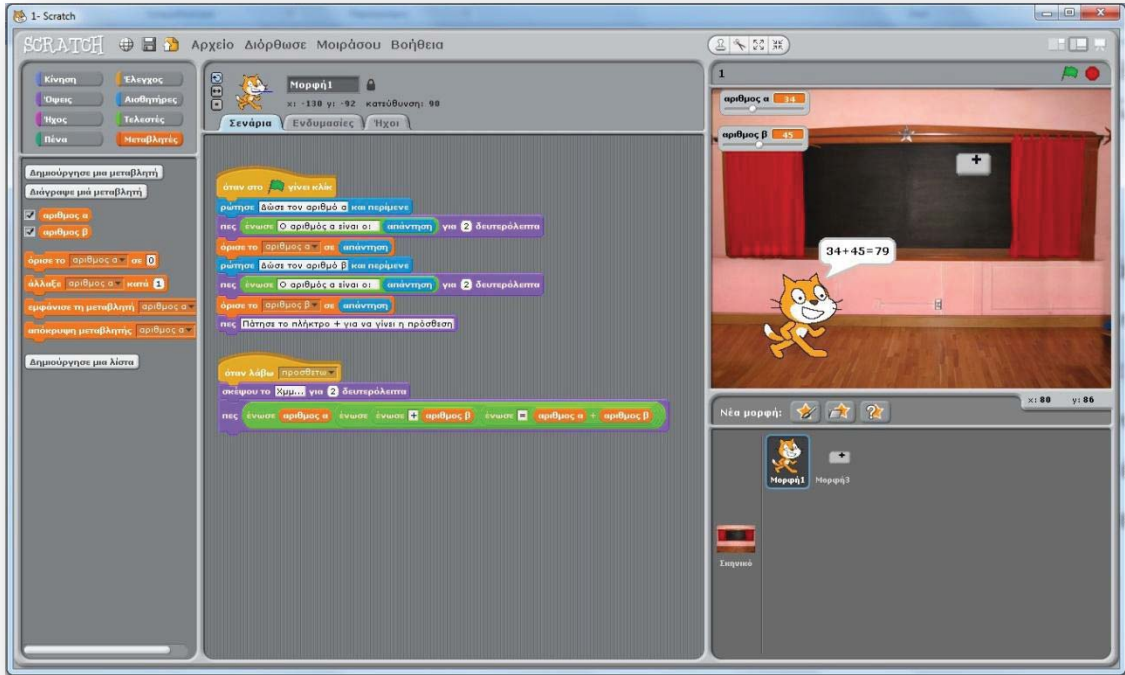 1- Scratch
SCRATCH Αρχείο Διόρθωσε Μοιράσου Βοήθεια
Κίνηση Έλεγχος
Όψεις Αισθητήρες
Ήχος Τελεστές
Πένα Μεταβλητές
Δημιούργησε μια μεταβλητή
Διάγραψε μιά μεταβλητή
αριθμος α
αριθμος β
όρισε το αριθμος α σε 0
άλλαξε αριθμος α κατά 1
εμφάνισε τη μεταβλητή αριθμος α
απόκρυψη μεταβλητής αριθμος α
Δημιούργησε μια λίστα
Μορφή1
x: -130 y: -92 κατεύθυνση: 90
Σενάρια Ενδυμασίες Ήχοι
όταν στο γίνει κλικ
ρώτησε Δώσε τον αριθμό α και περίμενε
πες ένωσε Ο αριθμός α είναι οι απάντηση για 2 δευτερόλεπτα
όρισε το αριθμος α σε απάντηση
ρώτησε Δώσε τον αριθμό β και περίμενε
πες ένωσε Ο αριθμός α είναι οι απάντηση για 2 δευτερόλεπτα
όρισε το αριθμος β σε απάντηση
πες Πάτησε το πλήκτρο + για να γίνει η πρόσθεση
όταν λάβω προσθετω
σκέψου το Χμμ... για 2 δευτερόλεπτα
πες ένωσε αριθμος α ένωσε ένωσε + αριθμος β ένωσε = αριθμος α + αριθμος β
1
αριθμος α 34
αριθμος β 45
+
34+45=79
x: 80 y: 86
Νέα μορφή:
Μορφή1 Μορφή3
Σκηνικό